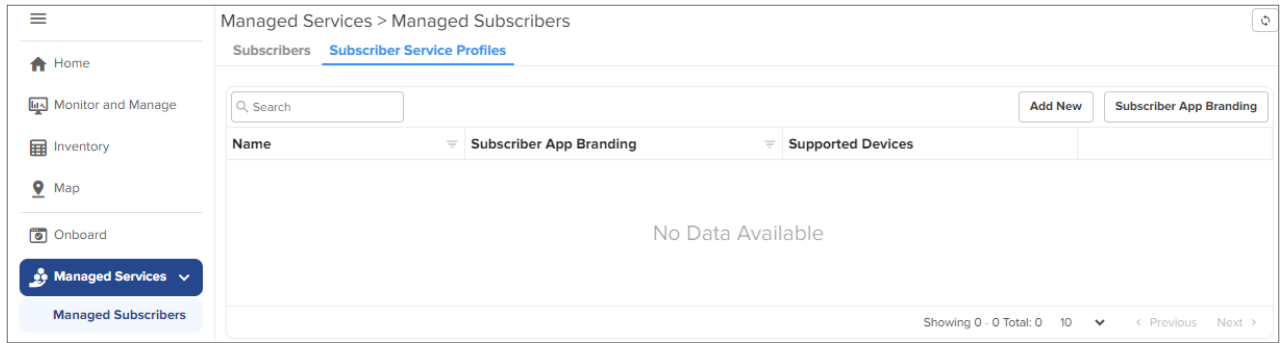 Managed Services > Managed Subscribers
Subscribers Subscriber Service Profiles
Home
Monitor and Manage
Inventory
Map
Onboard
Managed Services
Managed Subscribers
Search
Add New
Subscriber App Branding
Name Subscriber App Branding Supported Devices
No Data Available
Showing 0 - 0 Total: 0 10 < Previous Next >